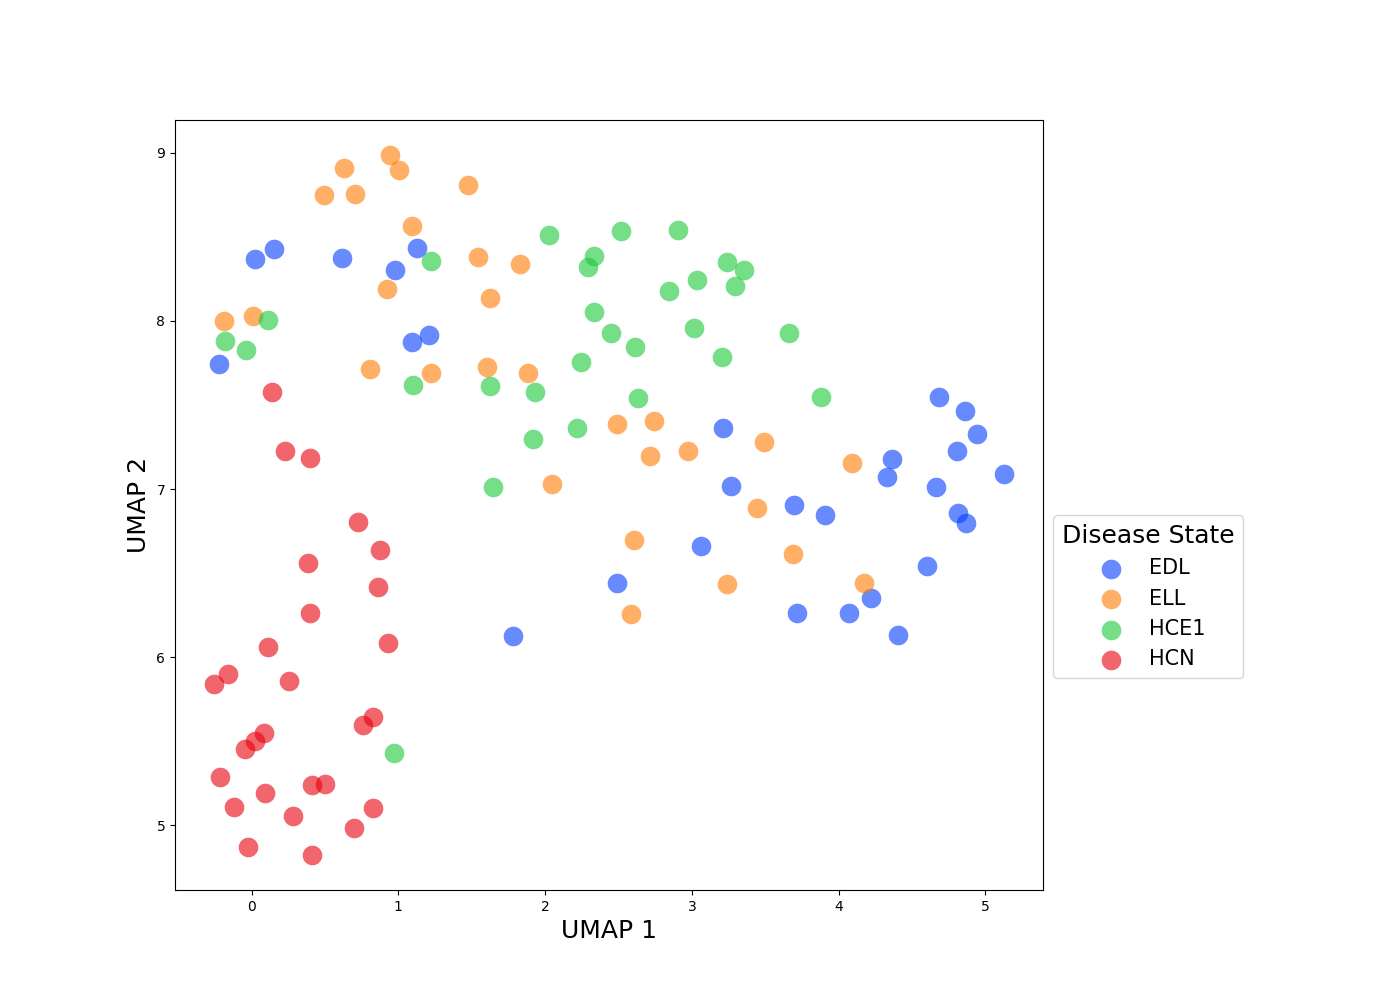 9
8
7
6
5
UMAP 2
0 1 2 3 4 5
UMAP 1
Disease State
EDL
ELL
HCE1
HCN